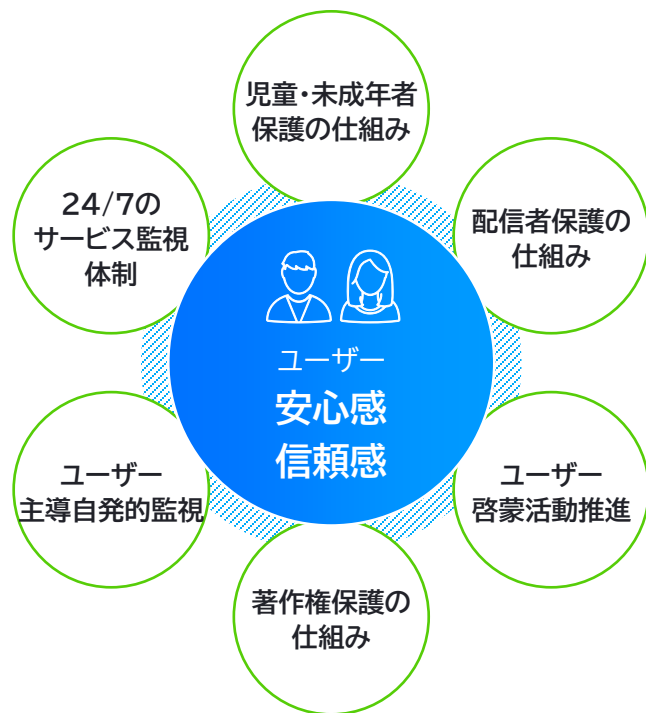 児童・未成年者
保護の仕組み
24/7の
サービス監視
体制
配信者保護の
仕組み
ユーザー
安心感
信頼感
ユーザー
主導自発的監視
ユーザー
啓蒙活動推進
著作権保護の
仕組み